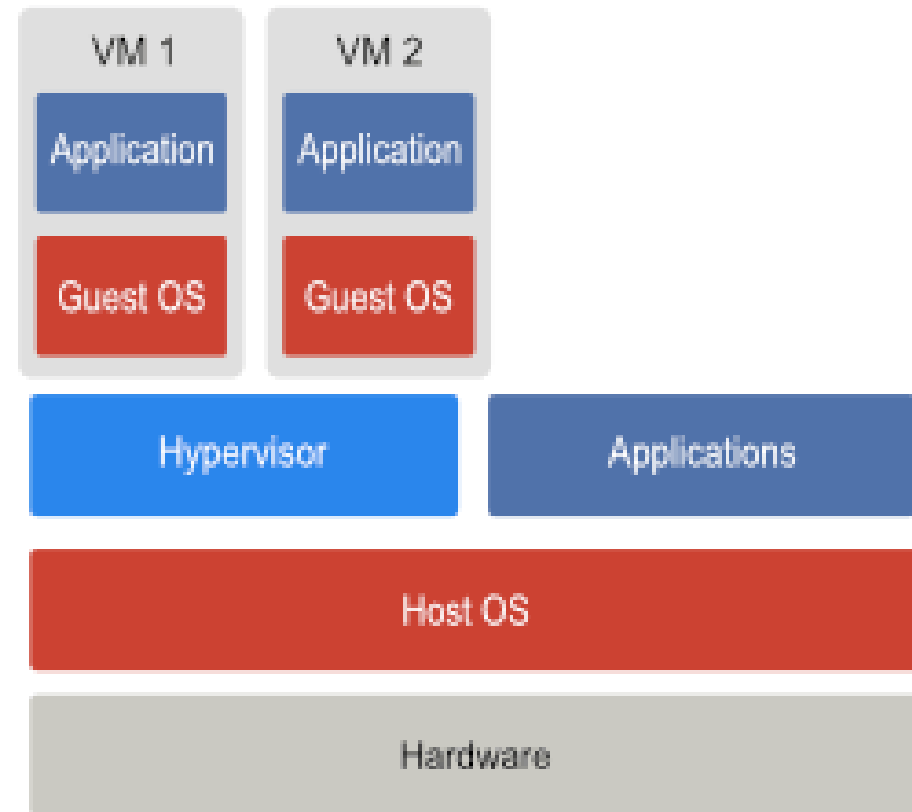 VM 1 VM 2
Application Application
Guest OS Guest OS
Hypervisor Applications
Host OS
Hardware